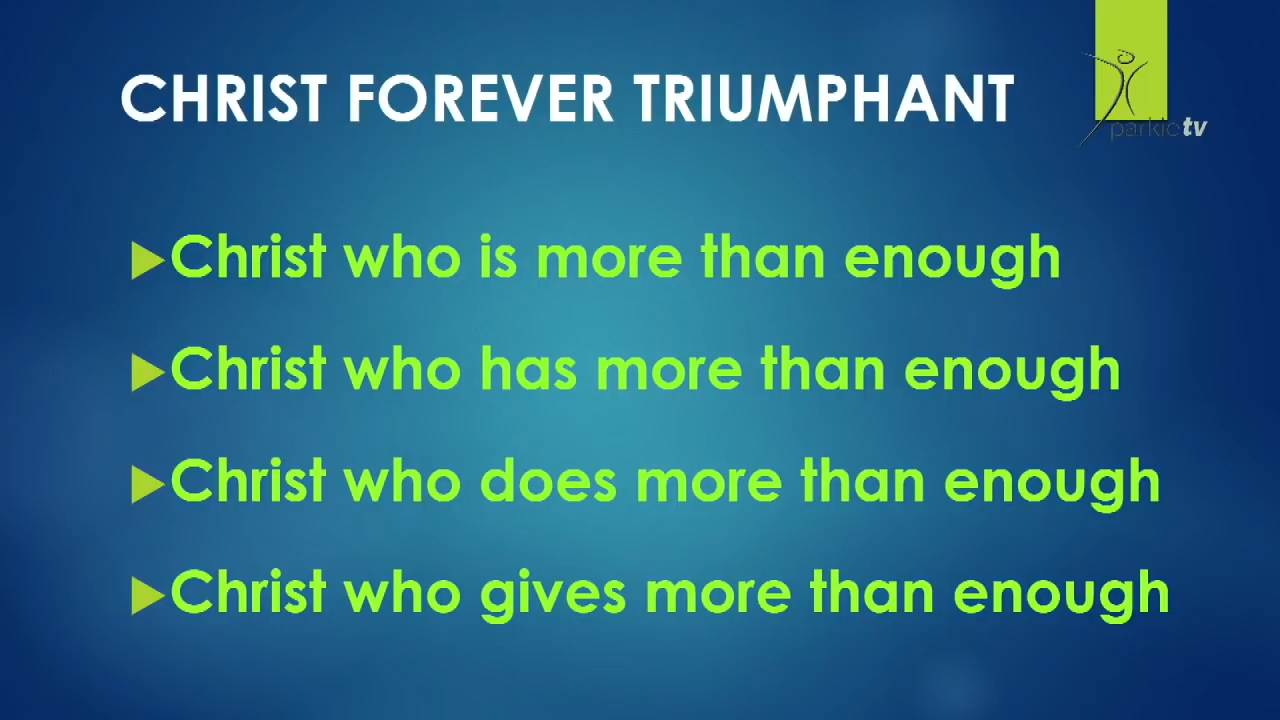 CHRIST FOREVER TRIUMPHANT
parkietv
Christ who is more than enough
Christ who has more than enough
Christ who does more than enough
Christ who gives more than enough